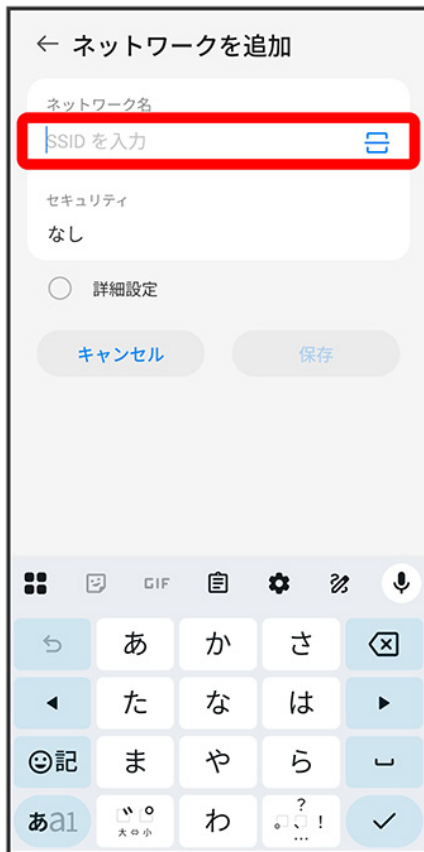 ネットワークを追加
ネットワーク名
SSID を入力
セキュリティ
なし
詳細設定
キャンセル 保存
GIF
あ か さ
た な は
記 ま や ら
あa1 大⇔小 わ 。、?!…